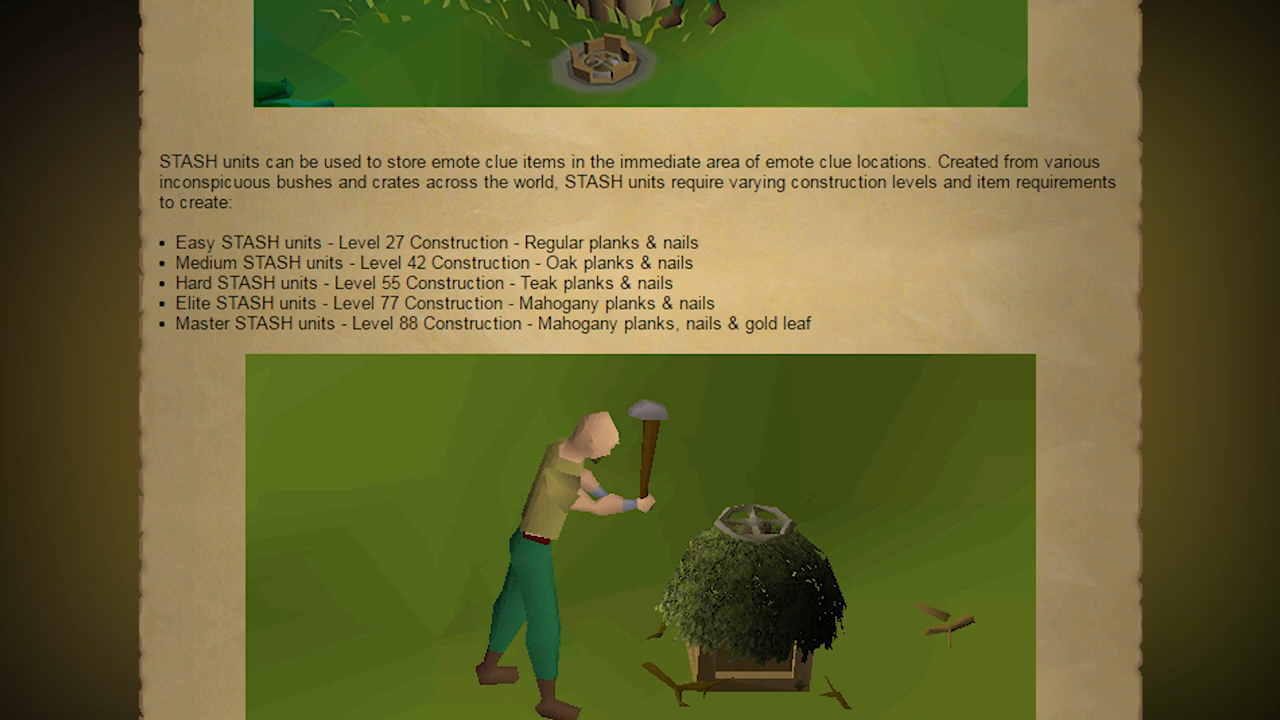 STASH units can be used to store emote clue items in the immediate area of emote clue locations. Created from various
inconspicuous bushes and crates across the world, STASH units require varying construction levels and item requirements
to create:
• Easy STASH units - Level 27 Construction - Regular planks & nails
• Medium STASH units - Level 42 Construction - Oak planks & nails
• Hard STASH units - Level 55 Construction - Teak planks & nails
• Elite STASH units - Level 77 Construction - Mahogany planks & nails
• Master STASH units - Level 88 Construction - Mahogany planks, nails & gold leaf